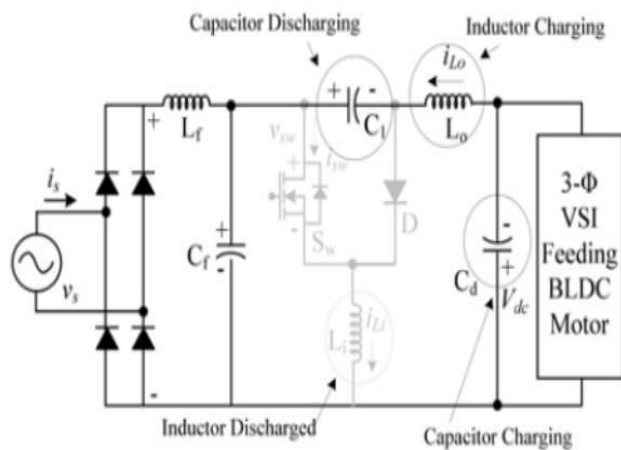 Capacitor Discharging
Inductor Charging
+ -
iLo
+
Lf
C1
Lo
vsw
+
isw
is
D
-
Sw
+
Cf
-
-
+
Cd
Vdc
vs
Li
iLi
-
3-Φ
VSI
Feeding
BLDC
Motor
Inductor Discharged
Capacitor Charging